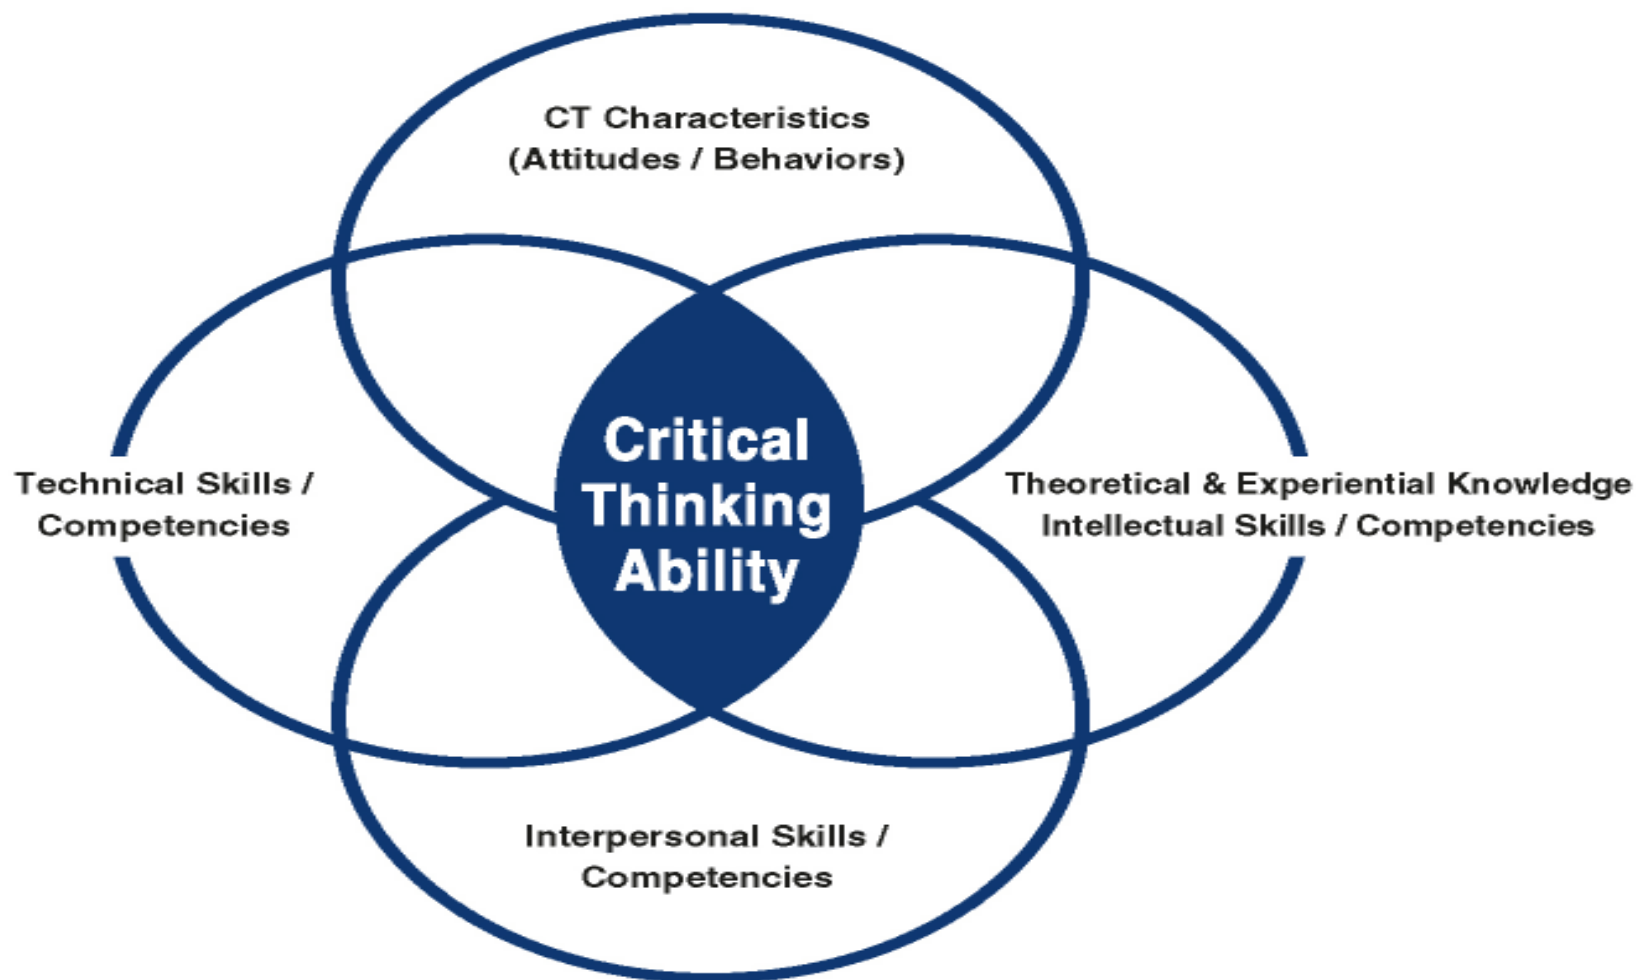 CT Characteristics
(Attitudes / Behaviors)
Critical
Thinking
Ability
Technical Skills /
Competencies
Theoretical & Experiential Knowledge
Intellectual Skills / Competencies
Interpersonal Skills /
Competencies